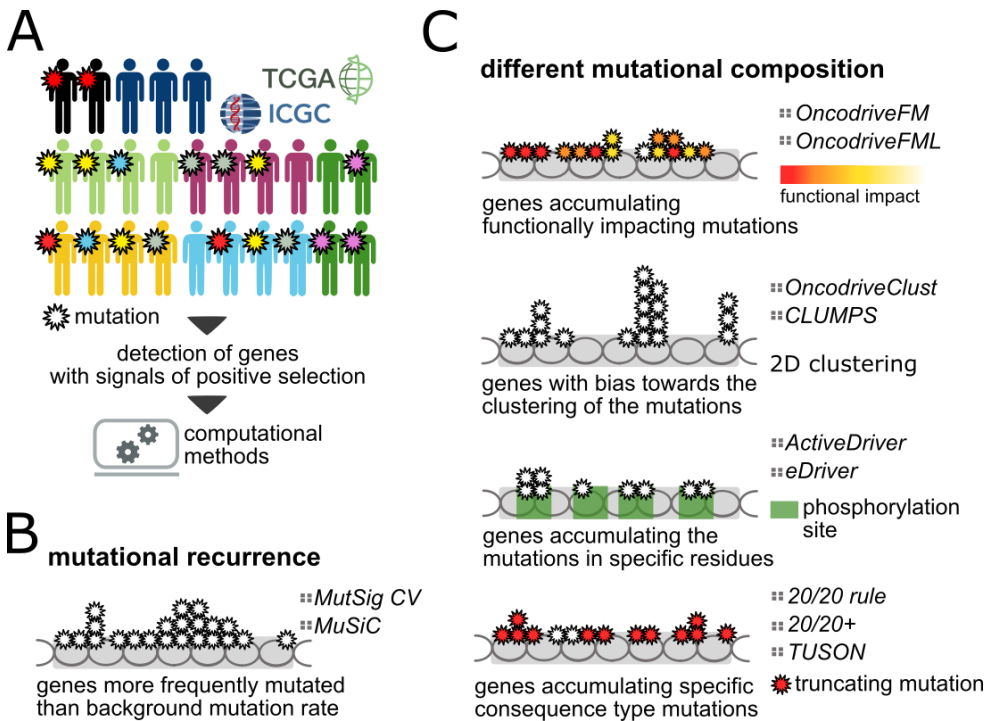 A
TCGA
ICGC
mutation
detection of genes
with signals of positive selection
computational
methods
B
mutational recurrence
MutSig CV
MuSiC
genes more frequently mutated
than background mutation rate
C
different mutational composition
OncodriveFM
OncodriveFML
functional impact
genes accumulating
functionally impacting mutations
OncodriveClust
CLUMPS
2D clustering
genes with bias towards the
clustering of the mutations
ActiveDriver
eDriver
phosphorylation
site
genes accumulating the
mutations in specific residues
20/20 rule
20/20+
TUSON
truncating mutation
genes accumulating specific
consequence type mutations